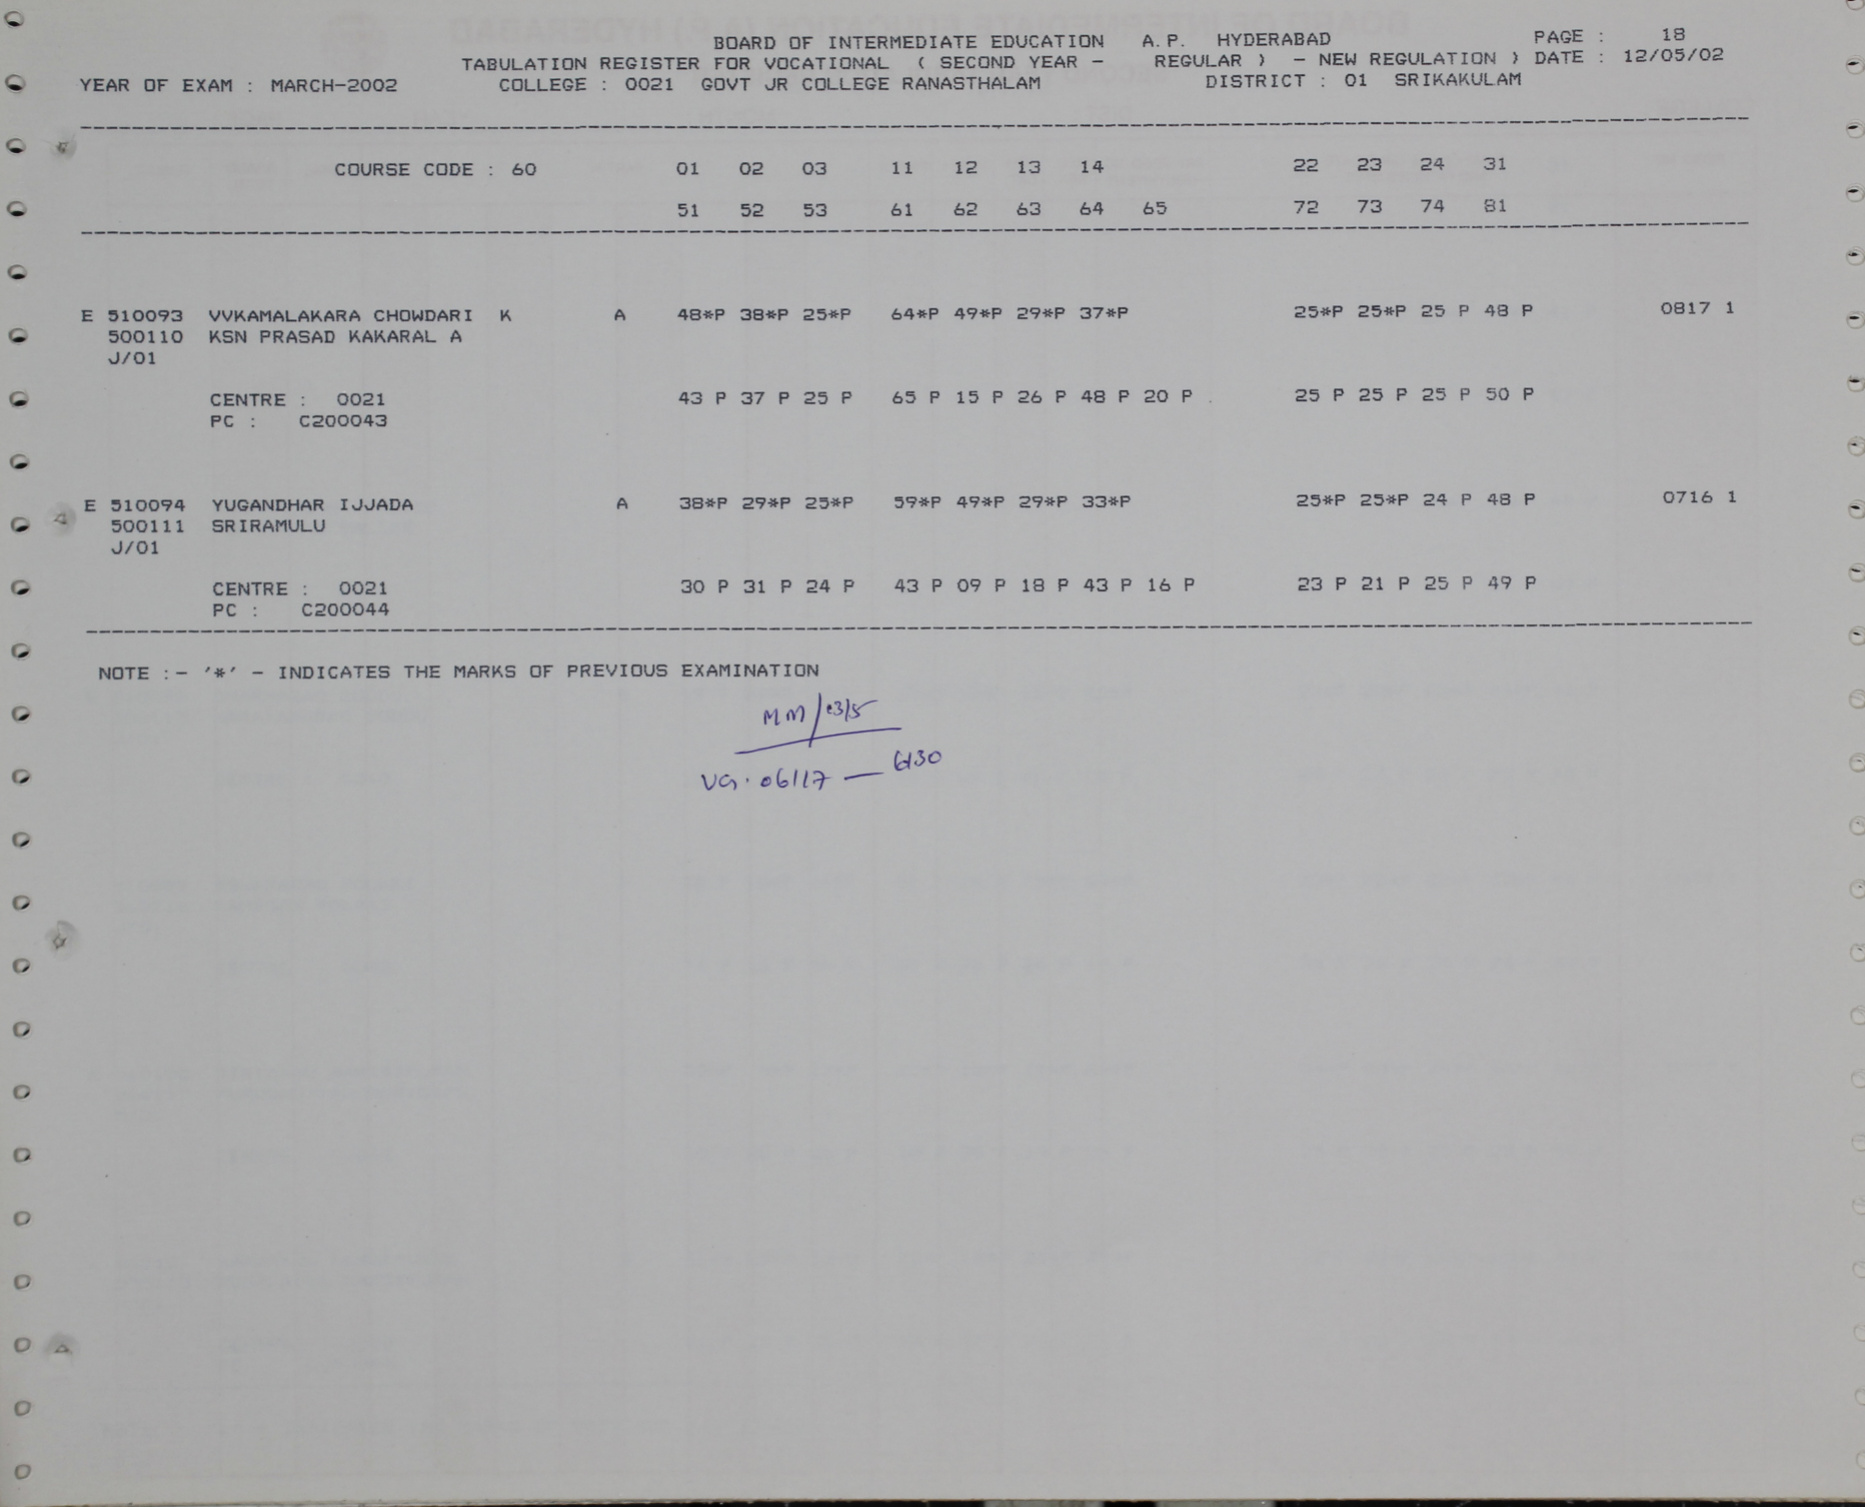 BOARD OF INTERMEDIATE EDUCATION A.P. HYDERABAD PAGE : 18
TABULATION REGISTER FOR VOCATIONAL ( SECOND YEAR - REGULAR ) - NEW REGULATION ) DATE : 12/05/02
YEAR OF EXAM : MARCH-2002 COLLEGE : 0021 GOVT JR COLLEGE RANASTHALAM DISTRICT : 01 SRIKAKULAM
COURSE CODE : 60 01 02 03 11 12 13 14 22 23 24 31
51 52 53 61 62 63 64 65 72 73 74 81
E 510093 VVKAMALAKARA CHOWDARI K A 48*P 38*P 25*P 64*P 49*P 29*P 37*P 25*P 25*P 25 P 48 P 0817 1
500110 KSN PRASAD KAKARAL A
J/01
CENTRE : 0021 43 P 37 P 25 P 65 P 15 P 26 P 48 P 20 P 25 P 25 P 25 P 50 P
PC : C200043
E 510094 YUGANDHAR IJJADA A 38*P 29*P 25*P 59*P 49*P 29*P 33*P 25*P 25*P 24 P 48 P 0716 1
500111 SRIRAMULU
J/01
CENTRE : 0021 30 P 31 P 24 P 43 P 09 P 18 P 43 P 16 P 23 P 21 P 25 P 49 P
PC : C200044
NOTE :- '*' - INDICATES THE MARKS OF PREVIOUS EXAMINATION